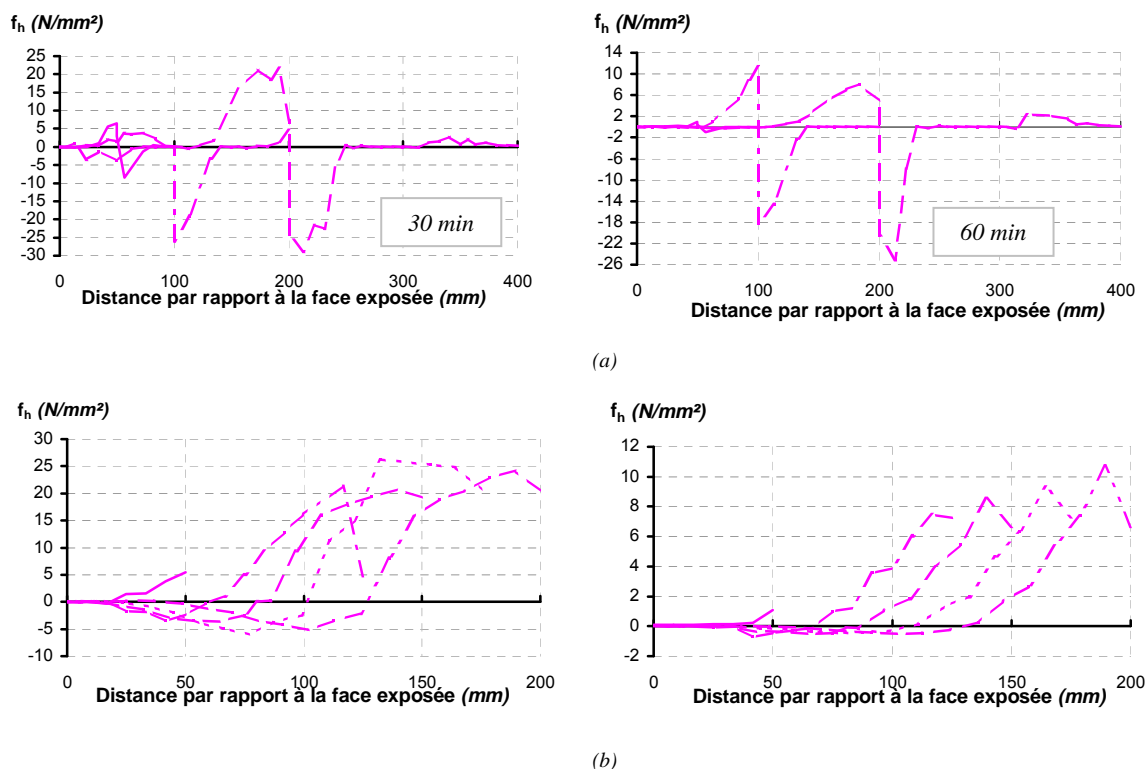 fh (N/mm²)
25
20
15
10
5
0
-5
-10
-15
-20
-25
-30
0 100 200 300 400
30 min
Distance par rapport à la face exposée (mm)
fh (N/mm²)
14
10
6
2
-2
-6
-10
-14
-18
-22
-26
0 100 200 300 400
60 min
Distance par rapport à la face exposée (mm)
(a)
fh (N/mm²)
30
25
20
15
10
5
0
-5
-10
0 50 100 150 200
Distance par rapport à la face exposée (mm)
fh (N/mm²)
12
10
8
6
4
2
0
-2
0 50 100 150 200
Distance par rapport à la face exposée (mm)
(b)